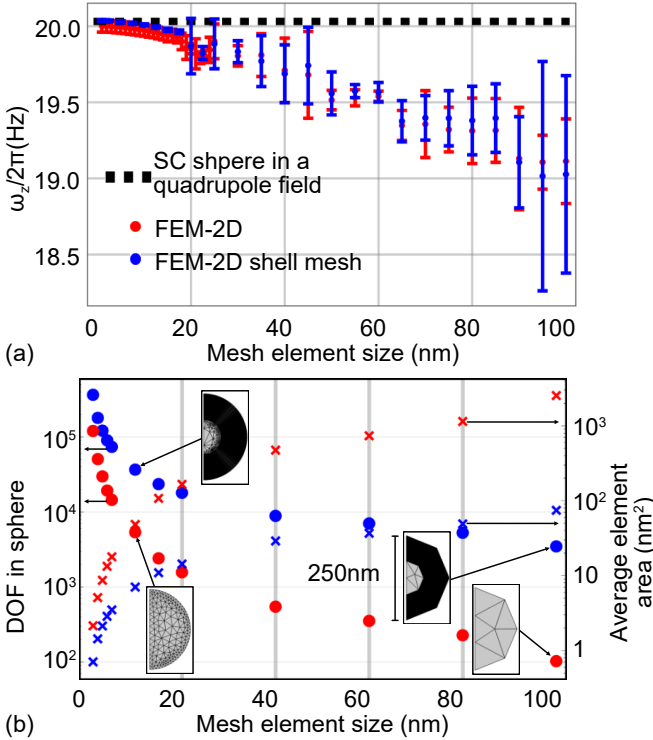 20.0
19.5
19.0
18.5
ω_z/2π(Hz)
SC shpere in a
quadrupole field
FEM-2D
FEM-2D shell mesh
0 20 40 60 80 100
(a) Mesh element size (nm)
10^5
10^4
10^3
10^2
DOF in sphere
250nm
10^3
10^2
10
1
Average element
area (nm^2)
0 20 40 60 80 100
(b) Mesh element size (nm)